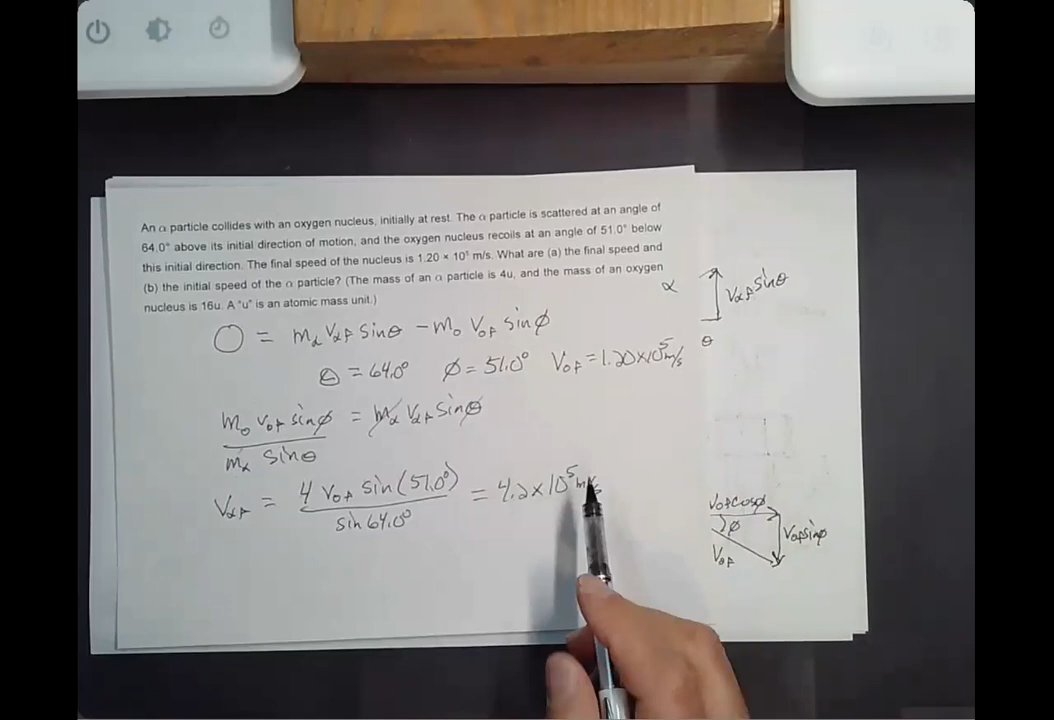 An α particle collides with an oxygen nucleus, initially at rest. The α particle is scattered at an angle of
64.0° above its initial direction of motion, and the oxygen nucleus recoils at an angle of 51.0° below
this initial direction. The final speed of the nucleus is 1.20 × 10⁵ m/s. What are (a) the final speed and
(b) the initial speed of the α particle? (The mass of an α particle is 4u, and the mass of an oxygen
nucleus is 16u. A "u" is an atomic mass unit.)
O = mα Vαf Sinθ − mo Vof sinϕ
θ = 64.0° ϕ = 51.0° Vof = 1.20×10⁵ m/s
mo Vof sinϕ = mα Vαf Sinθ
mα Sinθ
Vαf = 4 Vof sin(51.0°) = 4.2×10⁵ m/s
sin 64.0°
α Vαf sinθ
θ
Vof cosϕ
ϕ Vof sinϕ
Vof